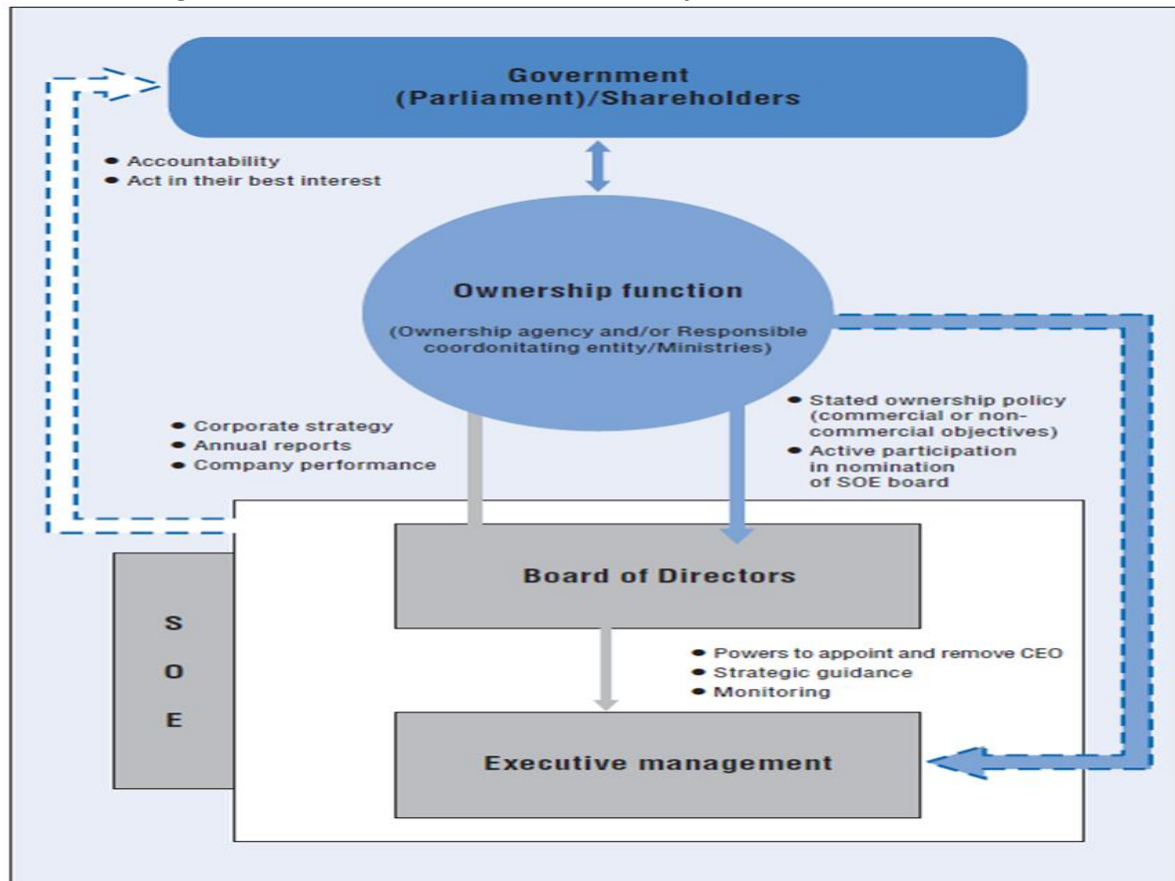 Government
(Parliament)/Shareholders
● Accountability
● Act in their best interest
Ownership function
(Ownership agency and/or Responsible
coordonitating entity/Ministries)
● Corporate strategy
● Annual reports
● Company performance
● Stated ownership policy
(commercial or non-
commercial objectives)
● Active participation
in nomination
of SOE board
Board of Directors
S
O
E
● Powers to appoint and remove CEO
● Strategic guidance
● Monitoring
Executive management